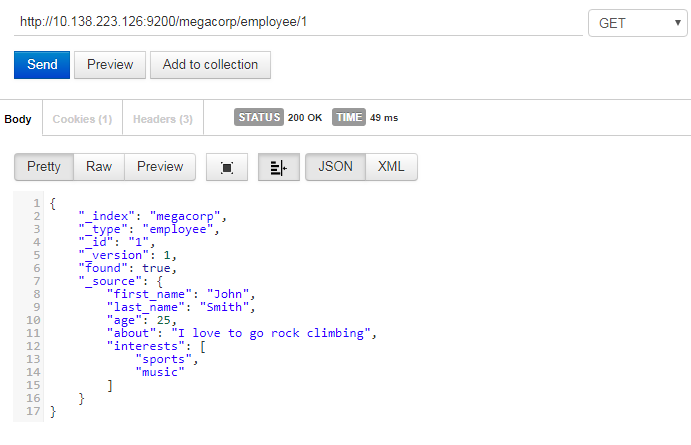 http://10.138.223.126:9200/megacorp/employee/1 GET
Send Preview Add to collection
Body Cookies (1) Headers (3) STATUS 200 OK TIME 49 ms
Pretty Raw Preview JSON XML
1 {
2 "_index": "megacorp",
3 "_type": "employee",
4 "_id": "1",
5 "_version": 1,
6 "found": true,
7 "_source": {
8 "first_name": "John",
9 "last_name": "Smith",
10 "age": 25,
11 "about": "I love to go rock climbing",
12 "interests": [
13 "sports",
14 "music"
15 ]
16 }
17 }